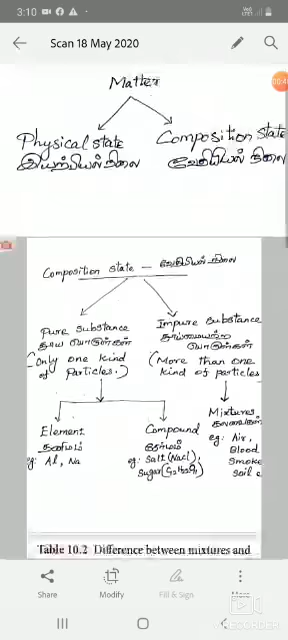 3:10
Scan 18 May 2020
Matter
Physical state
இயற்பியல் நிலை
Composition state
வேதியியல் நிலை
Composition state - வேதியியல் நிலை
Pure substance
தூய பொருள்கள்
(Only one kind
of Particles.)
Impure substance
தூய்மையற்ற
பொருள்கள்
(More than one
kind of particles
Element
தனிமம்
eg: Al, Na
Compound
சேர்மம்
eg: Salt (NaCl),
Sugar
Mixtures
கலவைகள்
eg: Air,
Blood
Smoke
Soil
Table 10.2 Difference between mixtures and
Share
Modify
Fill & Sign
More
RECORDER